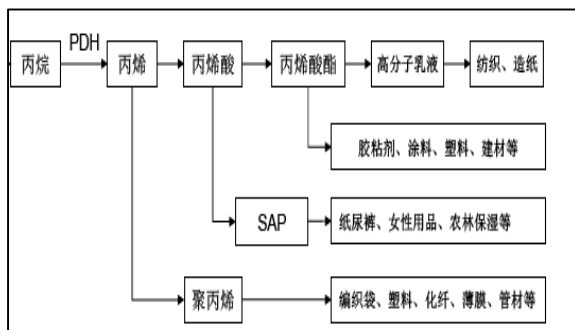 PDH
丙烷
丙烯
丙烯酸
丙烯酸酯
高分子乳液
纺织、造纸
胶粘剂、涂料、塑料、建材等
SAP
纸尿裤、女性用品、农林保湿等
聚丙烯
编织袋、塑料、化纤、薄膜、管材等